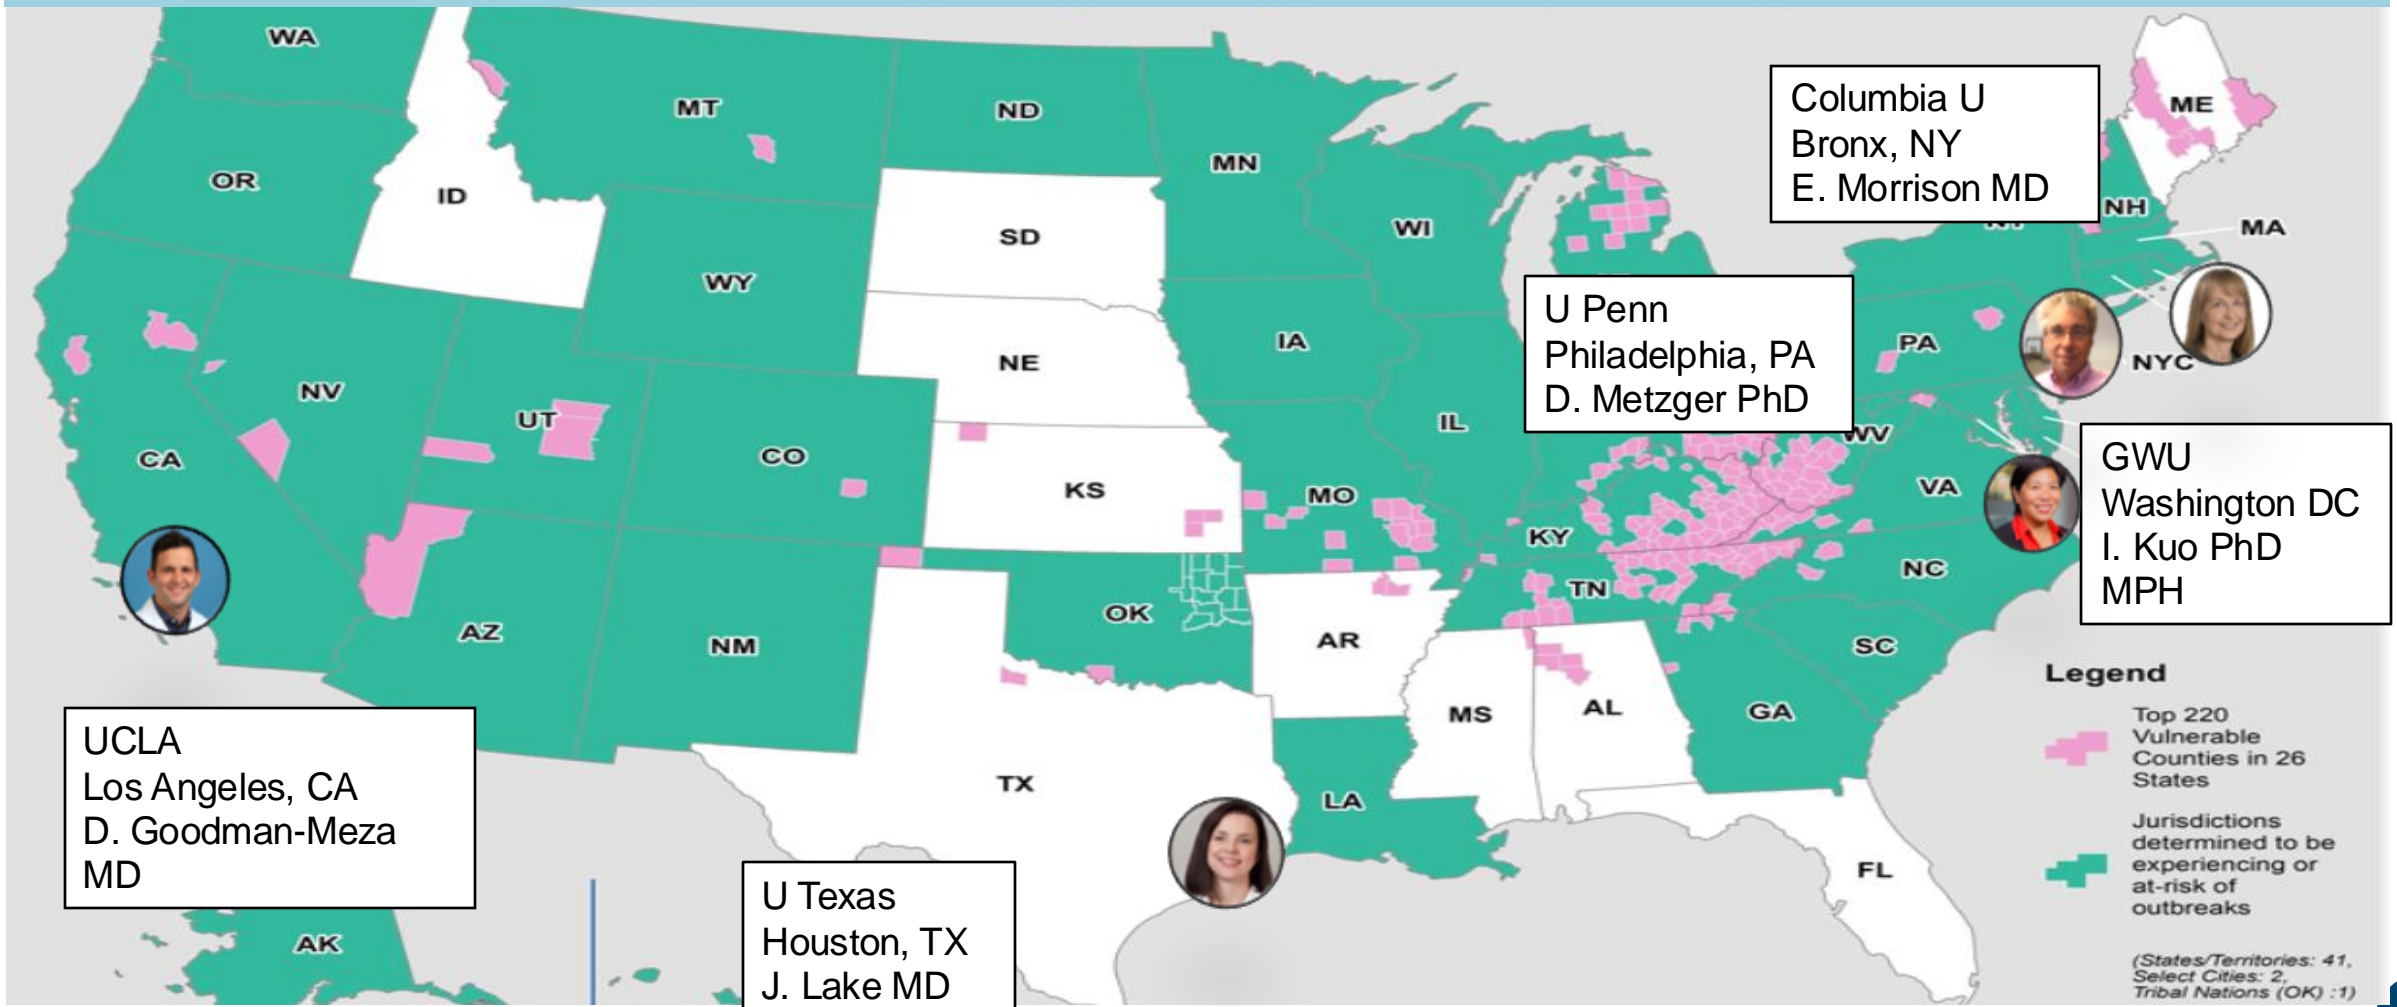 WA
MT
ND
MN
OR
ID
SD
WI
WY
NE
IA
NV
UT
CO
CA
KS
MO
IL
KY
WV
VA
PA
NYC
NH
MA
ME
AZ
NM
OK
AR
TN
NC
SC
MS
AL
GA
TX
LA
FL
AK
Columbia U
Bronx, NY
E. Morrison MD
U Penn
Philadelphia, PA
D. Metzger PhD
GWU
Washington DC
I. Kuo PhD
MPH
UCLA
Los Angeles, CA
D. Goodman-Meza
MD
U Texas
Houston, TX
J. Lake MD
Legend
Top 220
Vulnerable
Counties in 26
States
Jurisdictions
determined to be
experiencing or
at-risk of
outbreaks
(States/Territories: 41,
Select Cities: 2,
Tribal Nations (OK) :1)